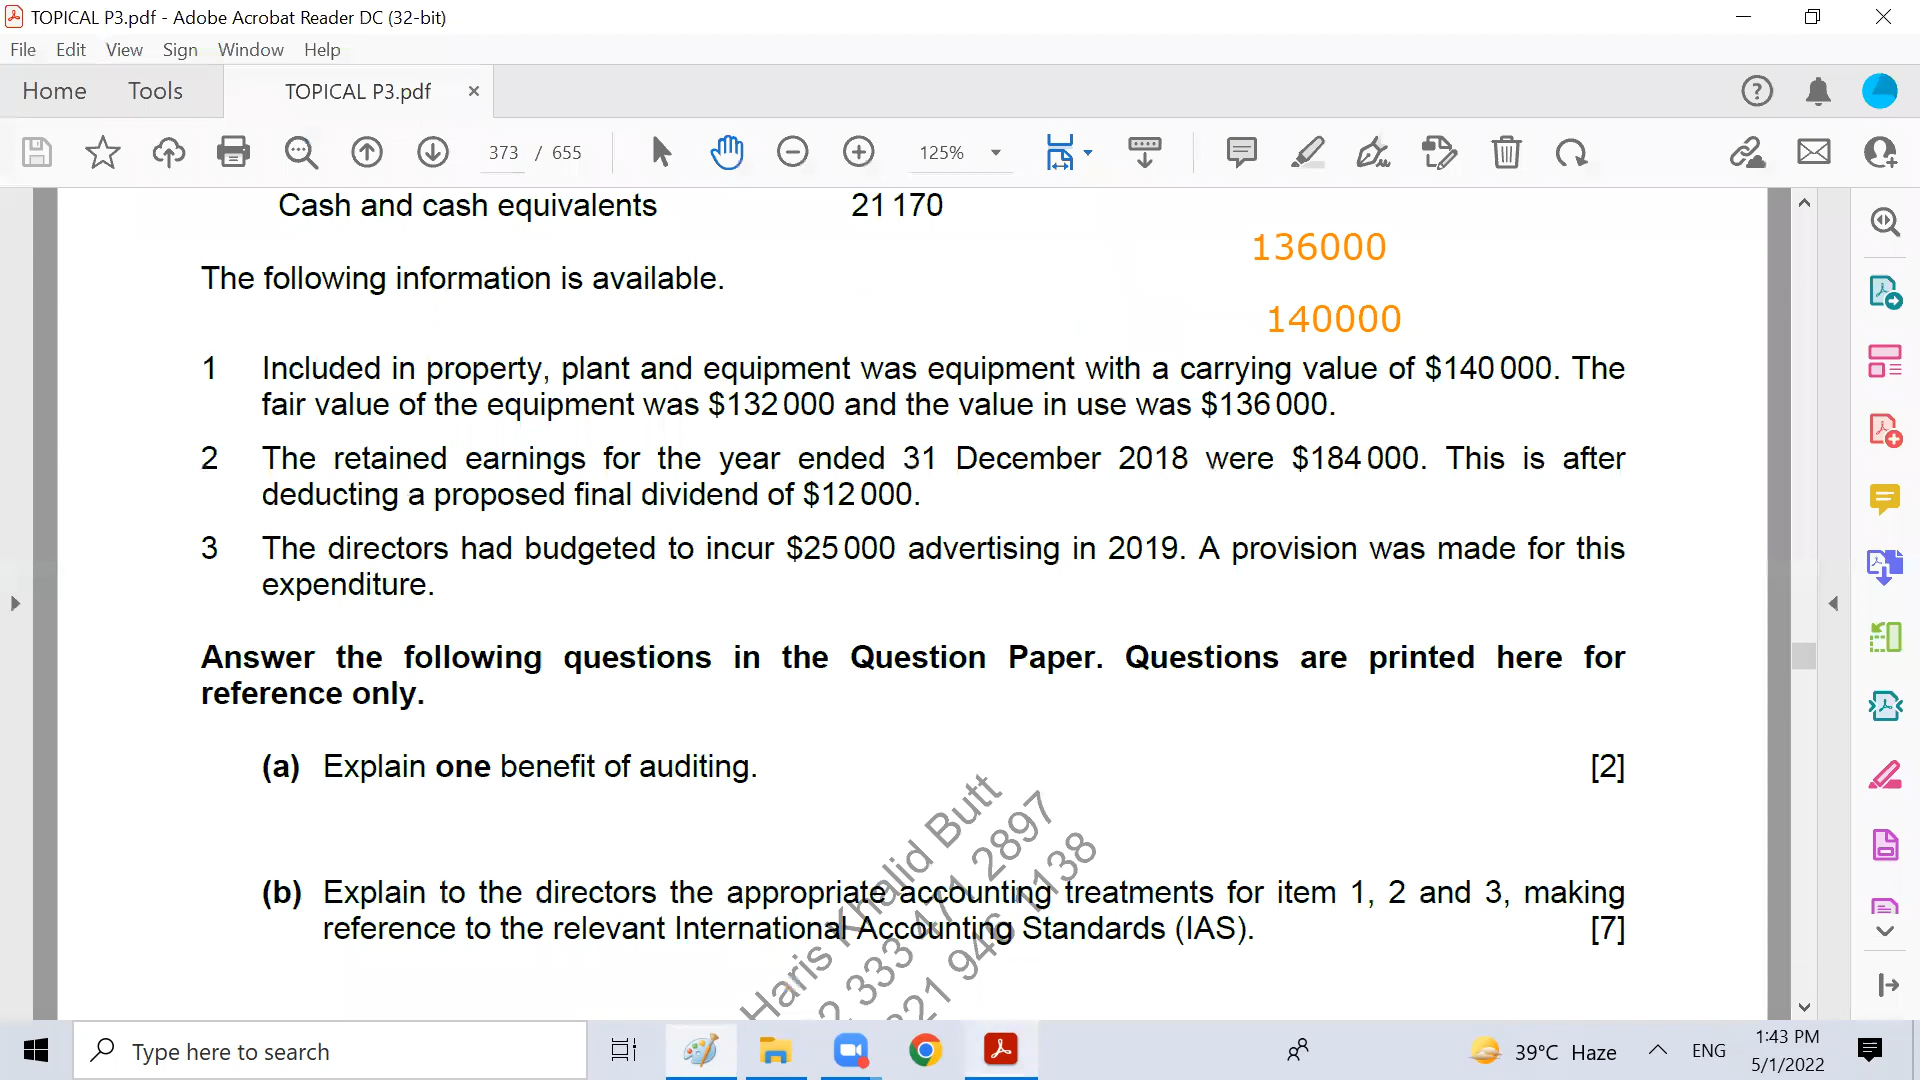 TOPICAL P3.pdf - Adobe Acrobat Reader DC (32-bit)
File Edit View Sign Window Help
Home Tools TOPICAL P3.pdf ×
373 / 655 125%
Cash and cash equivalents 21 170
136000
The following information is available.
140000
1 Included in property, plant and equipment was equipment with a carrying value of $140 000. The
fair value of the equipment was $132 000 and the value in use was $136 000.
2 The retained earnings for the year ended 31 December 2018 were $184 000. This is after
deducting a proposed final dividend of $12 000.
3 The directors had budgeted to incur $25 000 advertising in 2019. A provision was made for this
expenditure.
Answer the following questions in the Question Paper. Questions are printed here for
reference only.
(a) Explain one benefit of auditing. [2]
(b) Explain to the directors the appropriate accounting treatments for item 1, 2 and 3, making
reference to the relevant International Accounting Standards (IAS). [7]
Haris Khalid Butt
2 333 471 2897
321 946 1138
Type here to search
39°C Haze
ENG
1:43 PM
5/1/2022